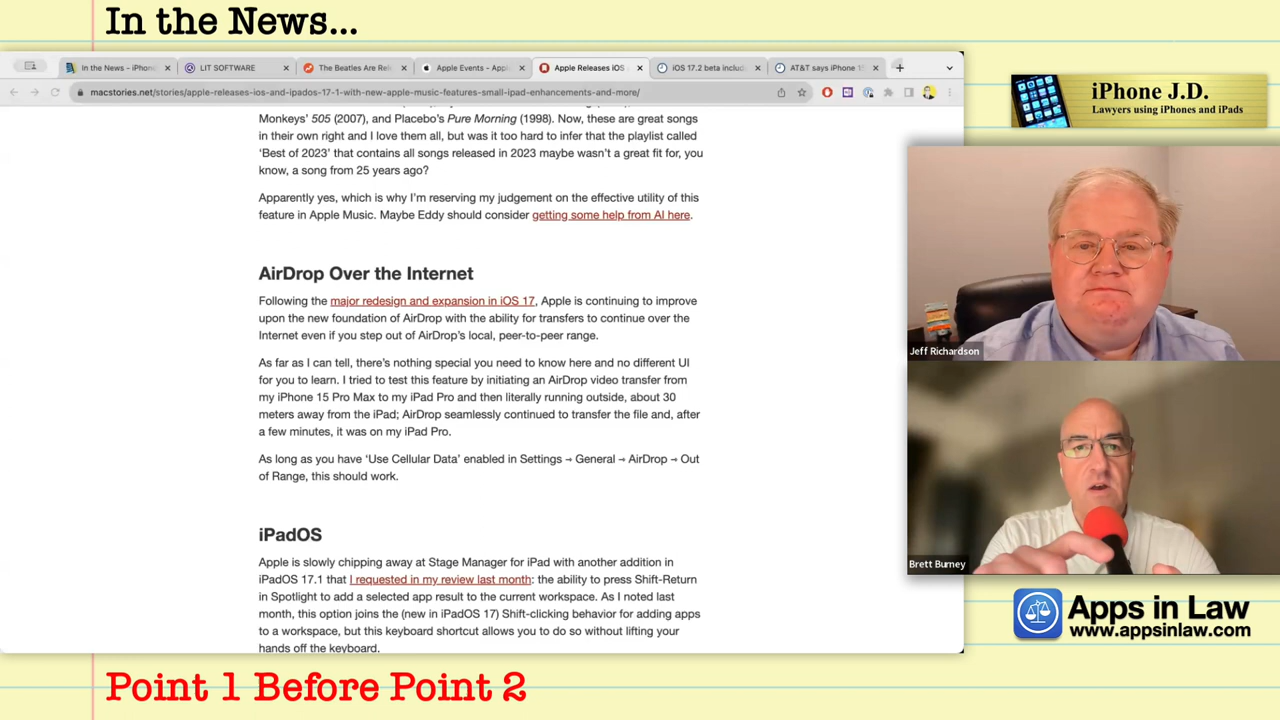 In the News...
In the News – iPhone
LIT SOFTWARE
The Beatles Are Re
Apple Events - Appl
Apple Releases iOS
iOS 17.2 beta includ
AT&T says iPhone 15
macstories.net/stories/apple-releases-ios-and-ipados-17-1-with-new-apple-music-features-small-ipad-enhancements-and-more/
Monkeys' 505 (2007), and Placebo's Pure Morning (1998). Now, these are great songs
in their own right and I love them all, but was it too hard to infer that the playlist called
'Best of 2023' that contains all songs released in 2023 maybe wasn't a great fit for, you
know, a song from 25 years ago?
Apparently yes, which is why I'm reserving my judgement on the effective utility of this
feature in Apple Music. Maybe Eddy should consider getting some help from AI here.
AirDrop Over the Internet
Following the major redesign and expansion in iOS 17, Apple is continuing to improve
upon the new foundation of AirDrop with the ability for transfers to continue over the
Internet even if you step out of AirDrop's local, peer-to-peer range.
As far as I can tell, there's nothing special you need to know here and no different UI
for you to learn. I tried to test this feature by initiating an AirDrop video transfer from
my iPhone 15 Pro Max to my iPad Pro and then literally running outside, about 30
meters away from the iPad; AirDrop seamlessly continued to transfer the file and, after
a few minutes, it was on my iPad Pro.
As long as you have 'Use Cellular Data' enabled in Settings → General → AirDrop → Out
of Range, this should work.
iPadOS
Apple is slowly chipping away at Stage Manager for iPad with another addition in
iPadOS 17.1 that I requested in my review last month: the ability to press Shift-Return
in Spotlight to add a selected app result to the current workspace. As I noted last
month, this option joins the (new in iPadOS 17) Shift-clicking behavior for adding apps
to a workspace, but this keyboard shortcut allows you to do so without lifting your
hands off the keyboard.
iPhone J.D.
Lawyers using iPhones and iPads
Jeff Richardson
Brett Burney
Apps in Law
www.appsinlaw.com
Point 1 Before Point 2